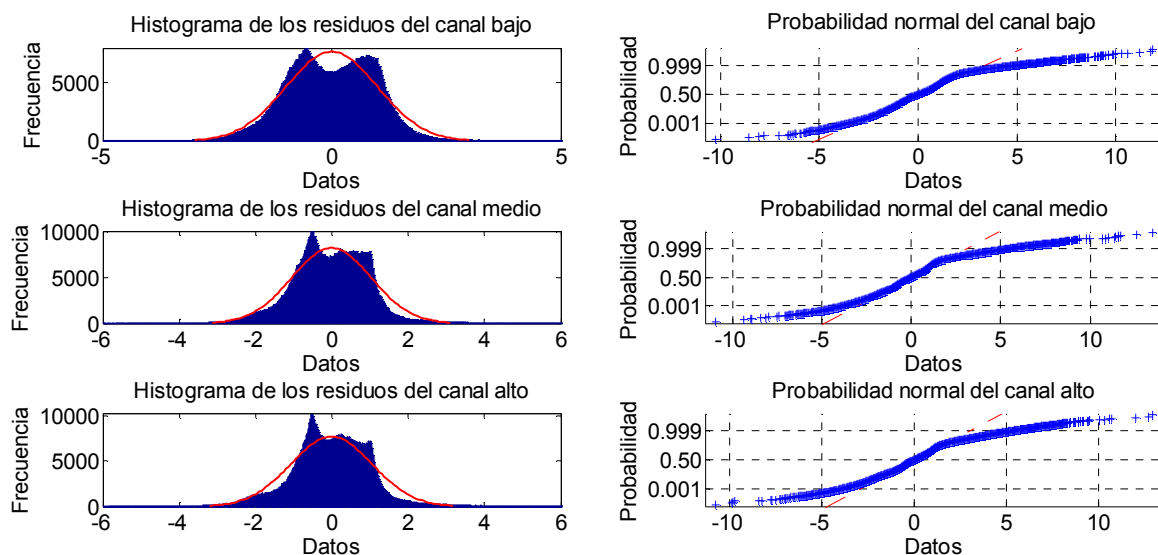 Histograma de los residuos del canal bajo
Frecuencia
5000
0
-5 0 5
Datos
Probabilidad normal del canal bajo
Probabilidad
0.999
0.50
0.001
-10 -5 0 5 10
Datos
Histograma de los residuos del canal medio
Frecuencia
10000
5000
0
-6 -4 -2 0 2 4 6
Datos
Probabilidad normal del canal medio
Probabilidad
0.999
0.50
0.001
-10 -5 0 5 10
Datos
Histograma de los residuos del canal alto
Frecuencia
10000
5000
0
-6 -4 -2 0 2 4 6
Datos
Probabilidad normal del canal alto
Probabilidad
0.999
0.50
0.001
-10 -5 0 5 10
Datos